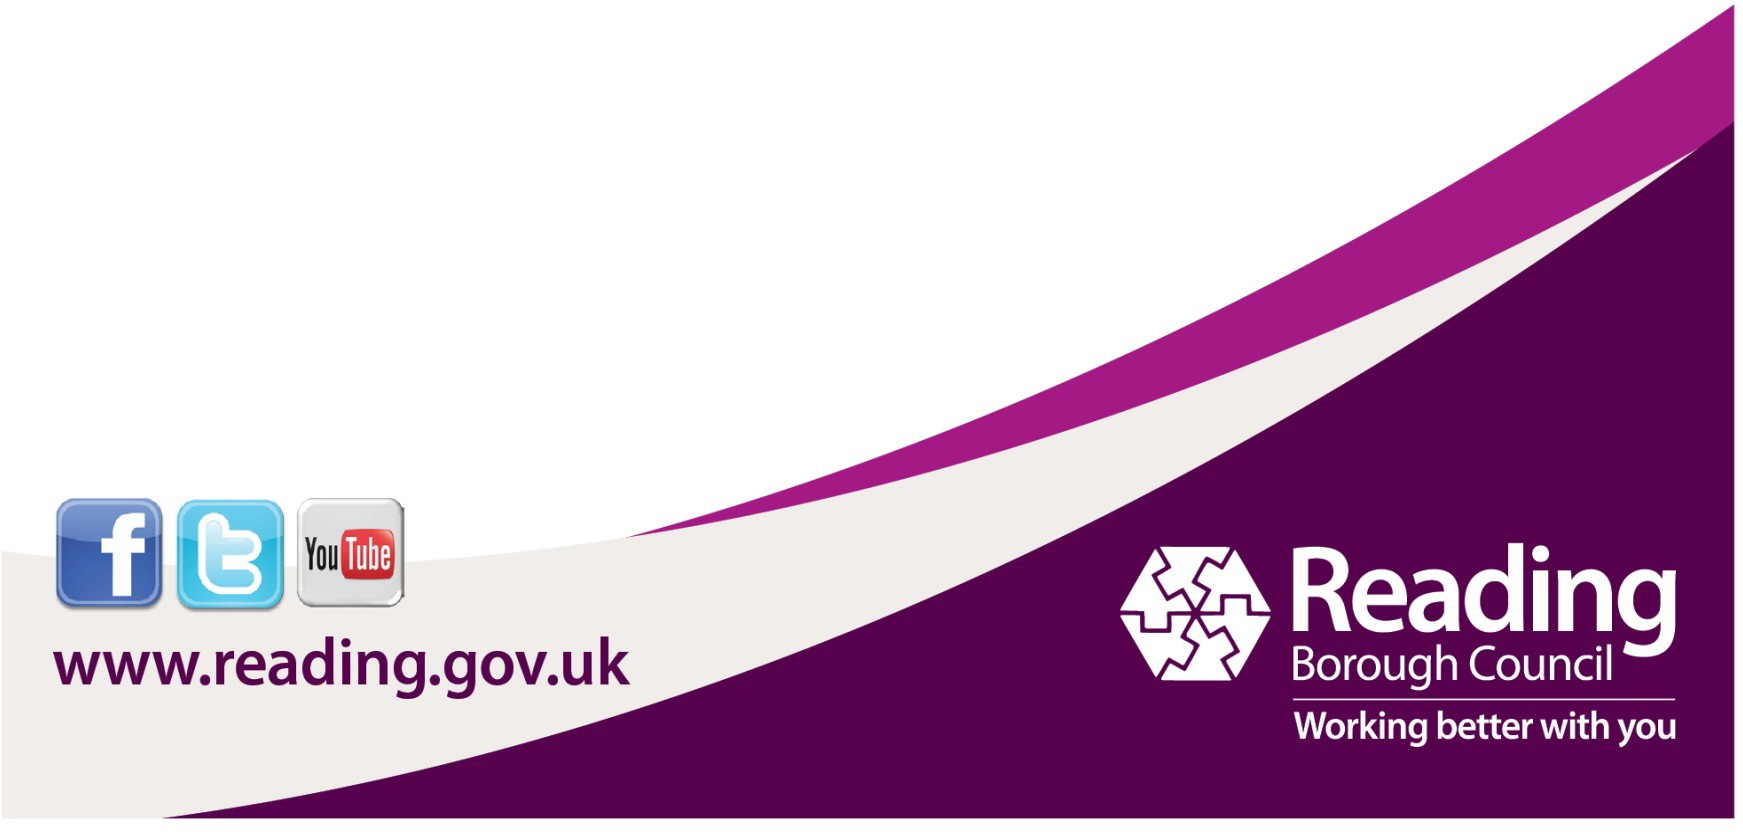 f
t
You Tube
www.reading.gov.uk
Reading
Borough Council
Working better with you